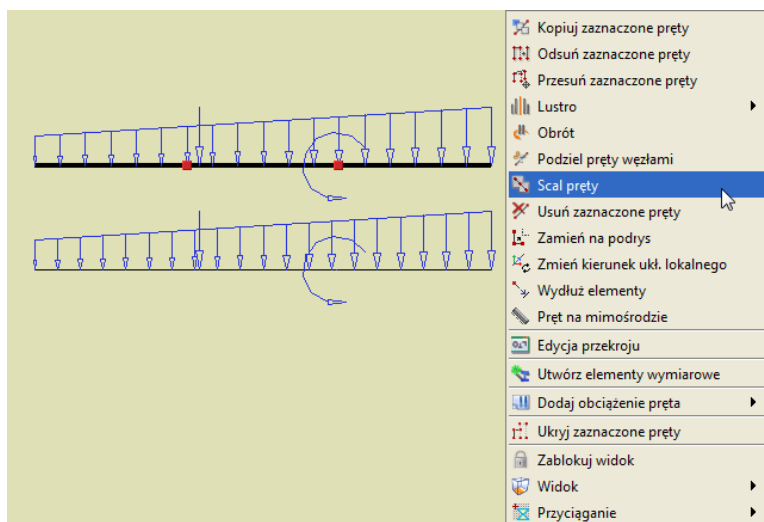 Kopiuj zaznaczone pręty
Odsuń zaznaczone pręty
Przesuń zaznaczone pręty
Lustro
Obrót
Podziel pręty węzłami
Scal pręty
Usuń zaznaczone pręty
Zamień na podrys
Zmień kierunek ukł. lokalnego
Wydłuż elementy
Pręt na mimośrodzie
Edycja przekroju
Utwórz elementy wymiarowe
Dodaj obciążenie pręta
Ukryj zaznaczone pręty
Zablokuj widok
Widok
Przyciąganie